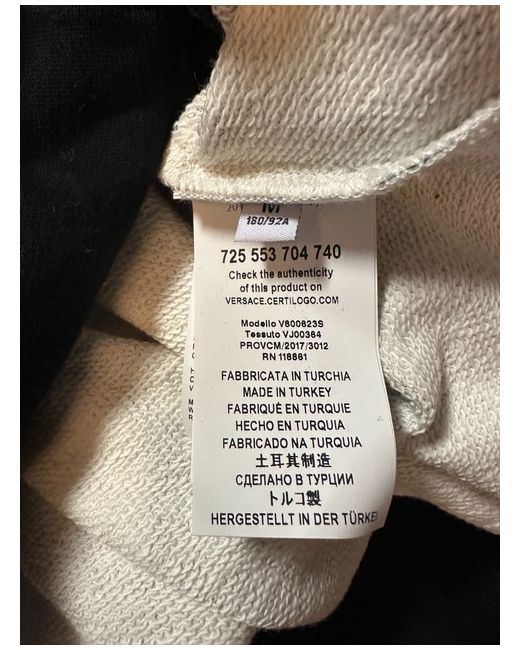 M
180/92A
725 553 704 740
Check the authenticity
of this product on
VERSACE.CERTILOGO.COM
Modello V800623S
Tessuto VJ00364
PROVCM/2017/3012
RN 118861
FABBRICATA IN TURCHIA
MADE IN TURKEY
FABRIQUÉ EN TURQUIE
HECHO EN TURQUIA
FABRICADO NA TURQUIA
土耳其制造
СДЕЛАНО В ТУРЦИИ
トルコ製
HERGESTELLT IN DER TÜRKEI